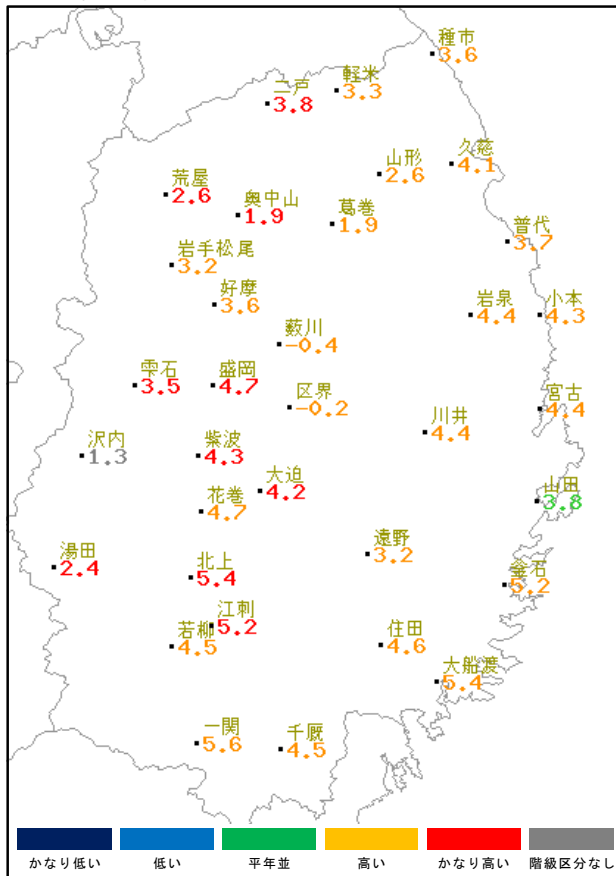 種市
3.6
軽米
3.3
二戸
3.8
久慈
4.1
山形
2.6
荒屋
2.6
奥中山
1.9
葛巻
1.9
普代
3.7
岩手松尾
3.2
好摩
3.6
岩泉
4.4
小本
4.3
薮川
-0.4
雫石
3.5
盛岡
4.7
区界
-0.2
宮古
4.4
川井
4.4
沢内
1.3
紫波
4.3
大迫
4.2
山田
3.8
花巻
4.7
遠野
3.2
湯田
2.4
北上
5.4
釜石
5.2
江刺
5.2
若柳
4.5
住田
4.6
大船渡
5.4
一関
5.6
千厩
4.5
かなり低い 低い 平年並 高い かなり高い 階級区分なし